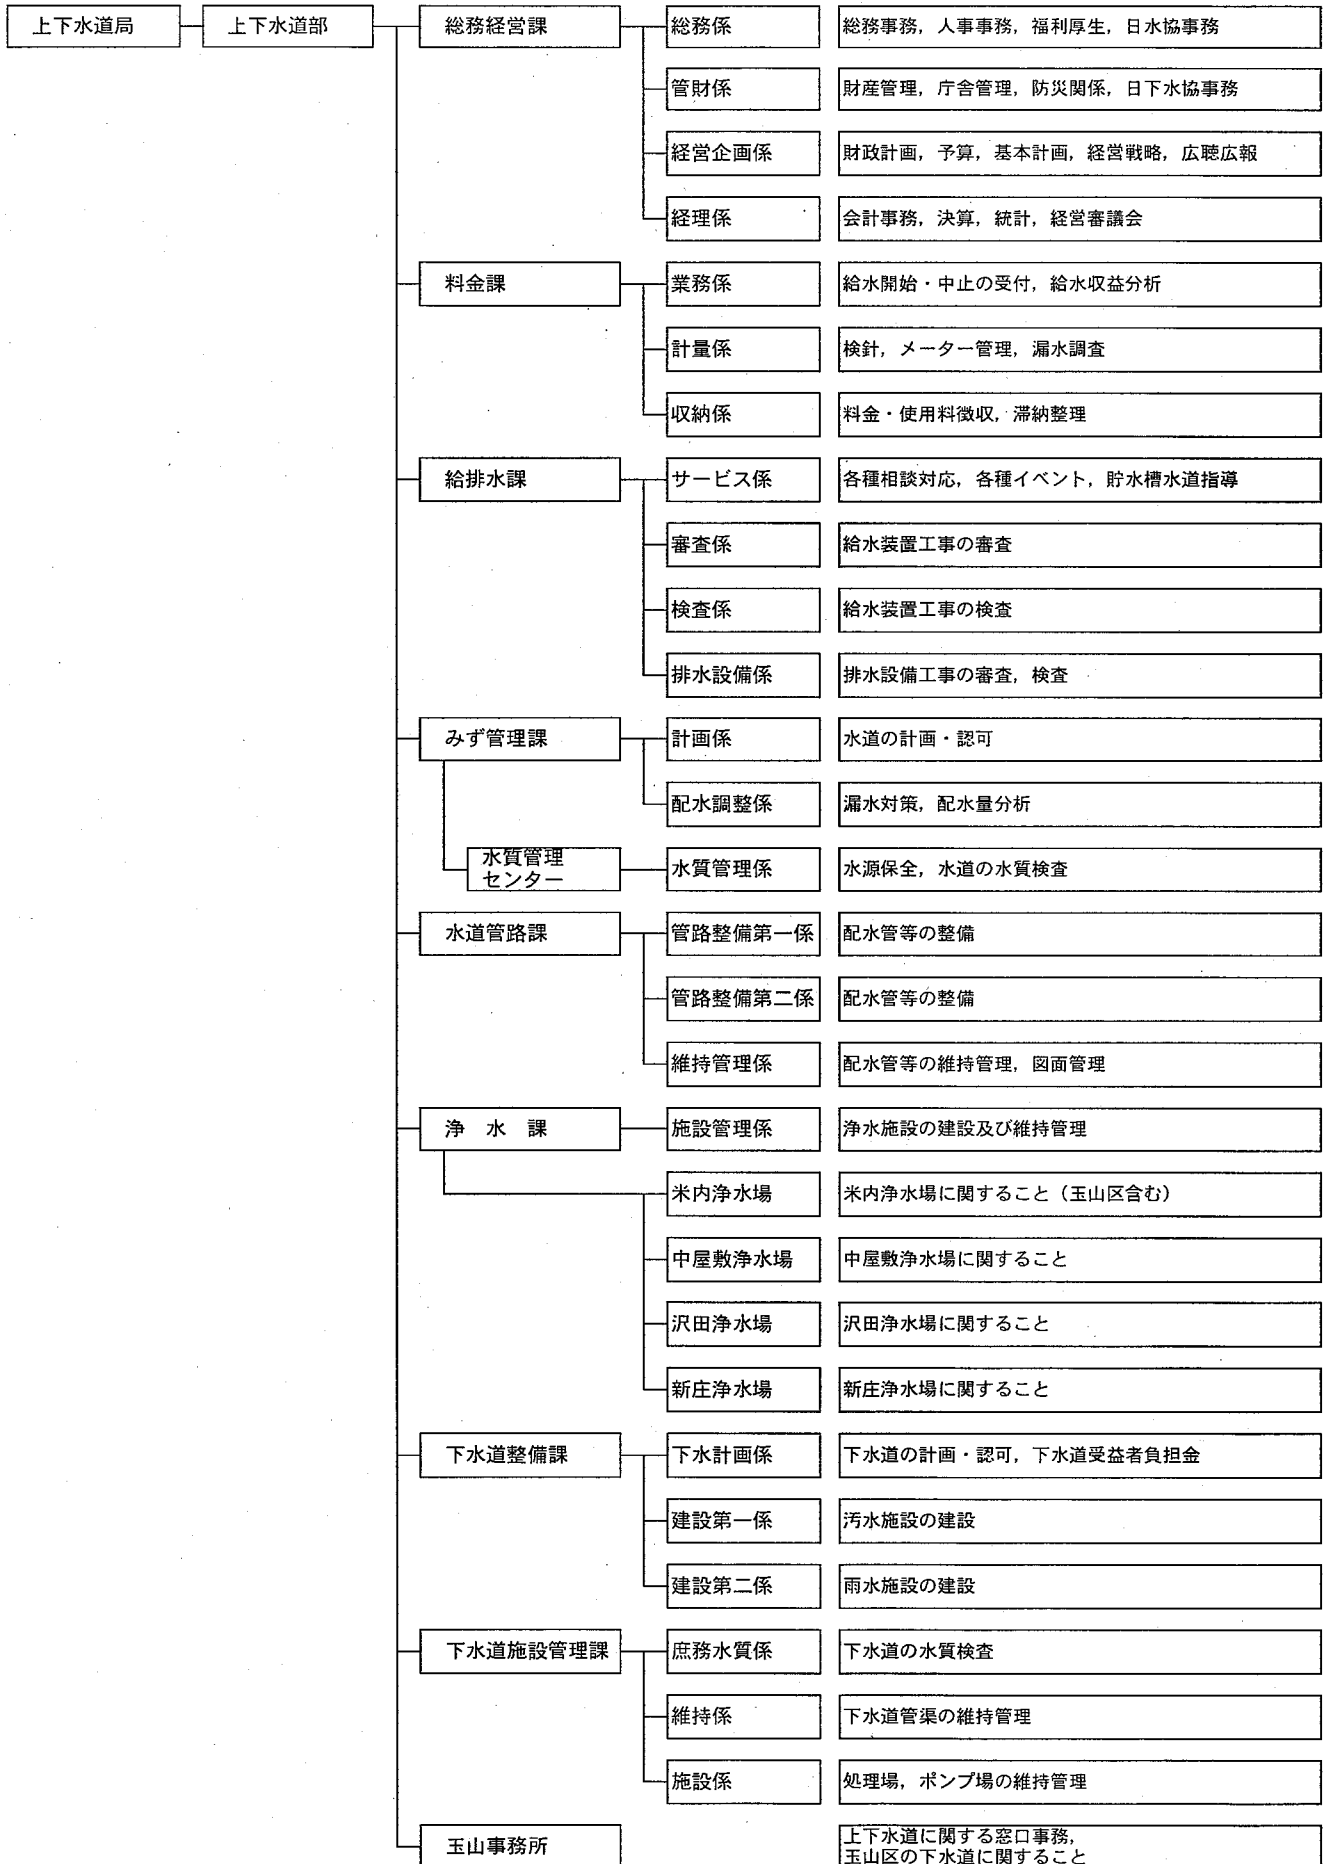 上下水道局 上下水道部 総務経営課 総務係 総務事務，人事事務，福利厚生，日水協事務
管財係 財産管理，庁舎管理，防災関係，日下水協事務
経営企画係 財政計画，予算，基本計画，経営戦略，広聴広報
経理係 会計事務，決算，統計，経営審議会
料金課 業務係 給水開始・中止の受付，給水収益分析
計量係 検針，メーター管理，漏水調査
収納係 料金・使用料徴収，滞納整理
給排水課 サービス係 各種相談対応，各種イベント，貯水槽水道指導
審査係 給水装置工事の審査
検査係 給水装置工事の検査
排水設備係 排水設備工事の審査，検査
みず管理課 計画係 水道の計画・認可
配水調整係 漏水対策，配水量分析
水質管理
センター 水質管理係 水源保全，水道の水質検査
水道管路課 管路整備第一係 配水管等の整備
管路整備第二係 配水管等の整備
維持管理係 配水管等の維持管理，図面管理
浄　水　課 施設管理係 浄水施設の建設及び維持管理
米内浄水場 米内浄水場に関すること（玉山区含む）
中屋敷浄水場 中屋敷浄水場に関すること
沢田浄水場 沢田浄水場に関すること
新庄浄水場 新庄浄水場に関すること
下水道整備課 下水計画係 下水道の計画・認可，下水道受益者負担金
建設第一係 汚水施設の建設
建設第二係 雨水施設の建設
下水道施設管理課 庶務水質係 下水道の水質検査
維持係 下水道管渠の維持管理
施設係 処理場，ポンプ場の維持管理
玉山事務所 上下水道に関する窓口事務，
玉山区の下水道に関すること